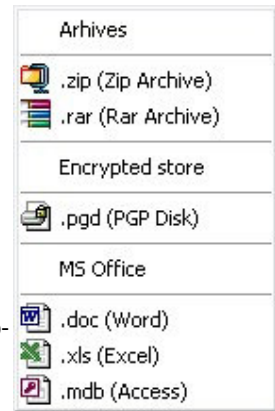 Arhives
.zip (Zip Archive)
.rar (Rar Archive)
Encrypted store
.pgd (PGP Disk)
MS Office
.doc (Word)
.xls (Excel)
.mdb (Access)